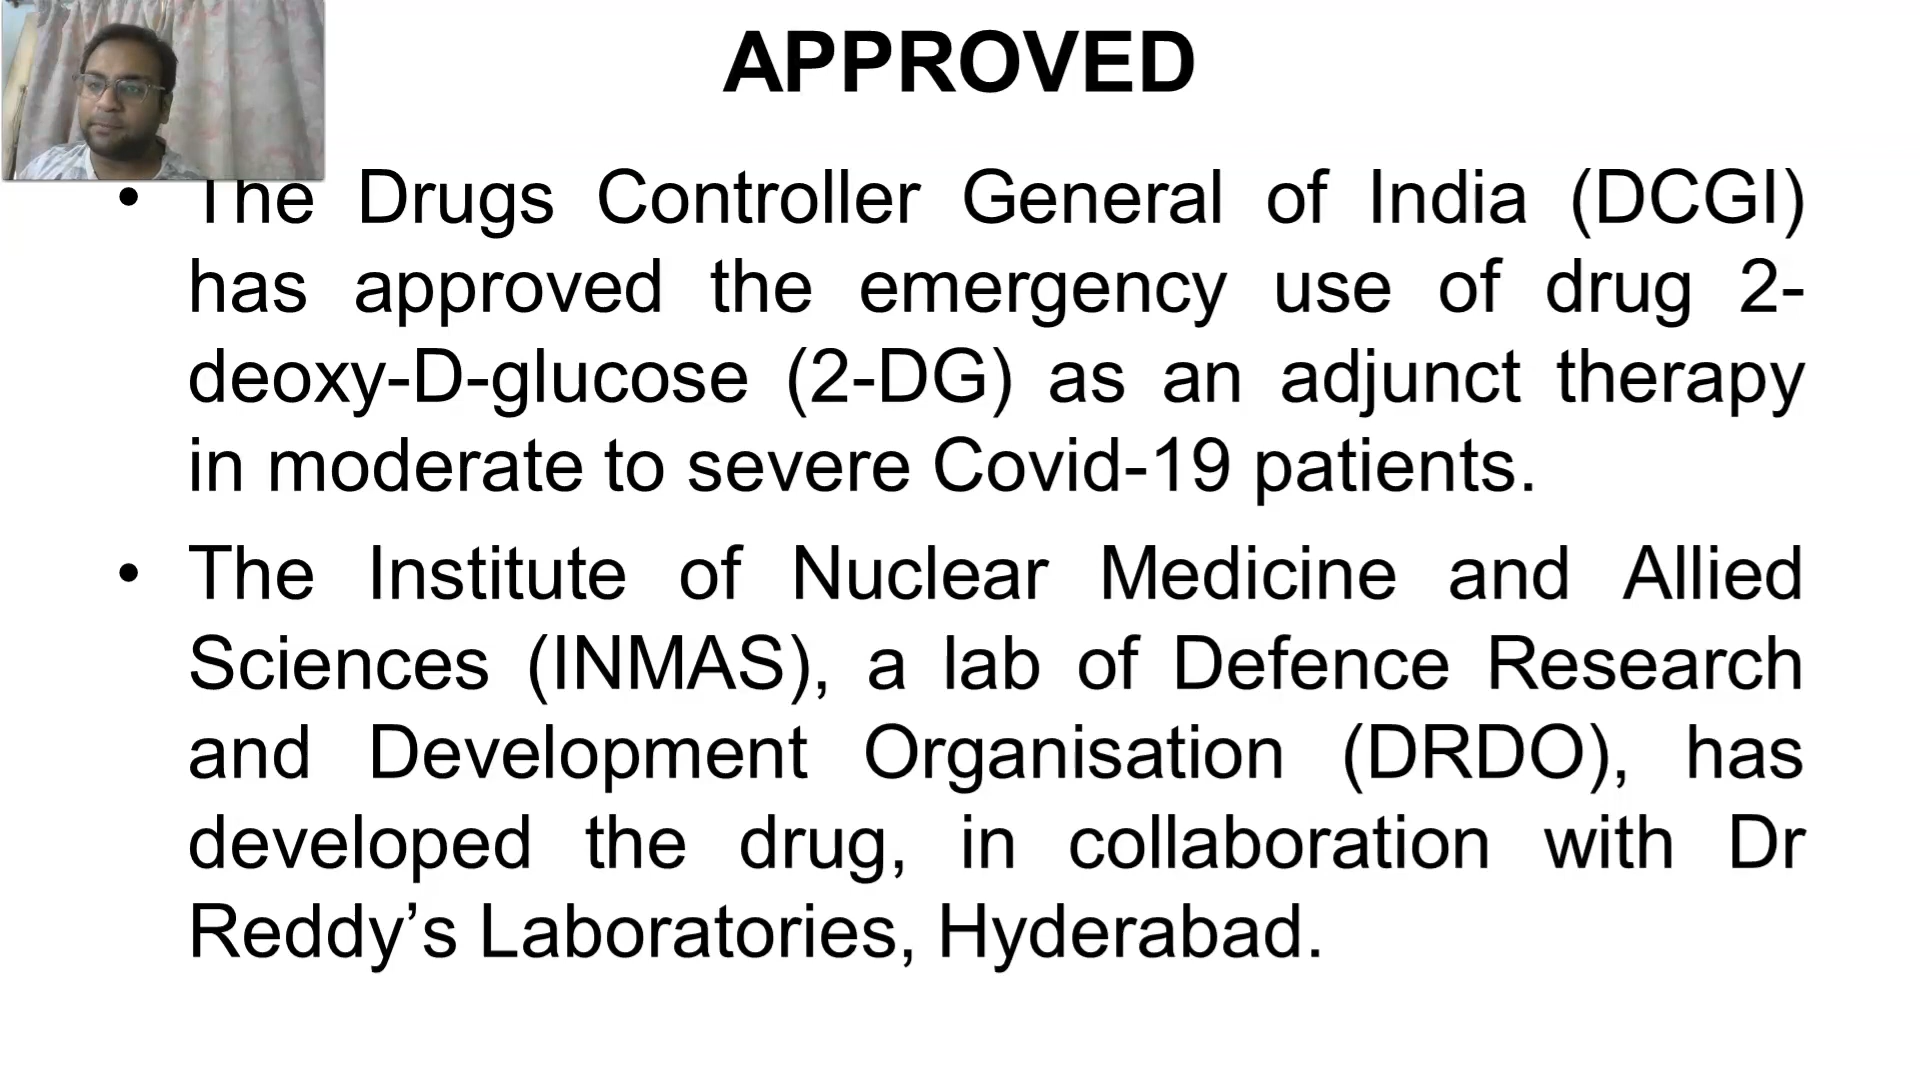 APPROVED
• The Drugs Controller General of India (DCGI)
has approved the emergency use of drug 2-
deoxy-D-glucose (2-DG) as an adjunct therapy
in moderate to severe Covid-19 patients.
• The Institute of Nuclear Medicine and Allied
Sciences (INMAS), a lab of Defence Research
and Development Organisation (DRDO), has
developed the drug, in collaboration with Dr
Reddy’s Laboratories, Hyderabad.